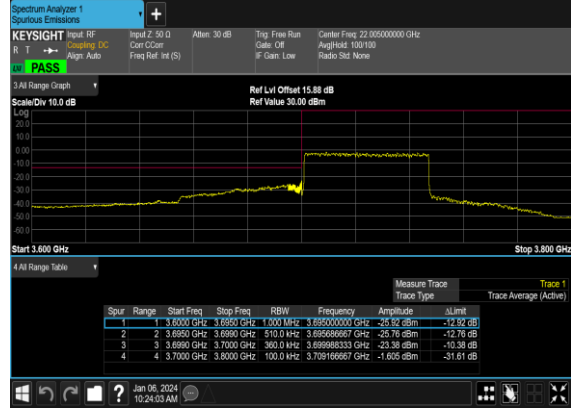 Spectrum Analyzer 1
Spurious Emissions
+
KEYSIGHT Input: RF Input Z: 50 Ω Atten: 30 dB Trig: Free Run Center Freq: 22.005000000 GHz
R T Coupling: DC Corr CCorr Gate: Off Avg|Hold: 100/100
Align: Auto Freq Ref: Int (S) IF Gain: Low Radio Std: None
LW PASS
3 All Range Graph Ref Lvl Offset 15.88 dB
Scale/Div 10.0 dB Ref Value 30.00 dBm
Log
20.0
10.0
0.00
-10.0
-20.0
-30.0
-40.0
-50.0
-60.0
Start 3.600 GHz Stop 3.800 GHz
4 All Range Table
Measure Trace Trace 1
Trace Type Trace Average (Active)
Spur Range Start Freq Stop Freq RBW Frequency Amplitude ΔLimit
1 1 3.6000 GHz 3.6950 GHz 1.000 MHz 3.695000000 GHz -25.92 dBm -12.92 dB
2 2 3.6950 GHz 3.6990 GHz 510.0 kHz 3.695686667 GHz -25.76 dBm -12.76 dB
3 3 3.6990 GHz 3.7000 GHz 360.0 kHz 3.699988333 GHz -23.38 dBm -10.38 dB
4 4 3.7000 GHz 3.8000 GHz 100.0 kHz 3.709166667 GHz -1.605 dBm -31.61 dB
? Jan 06, 2024
10:24:03 AM